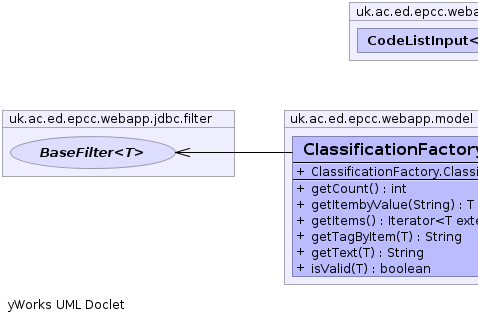 uk.ac.ed.epcc.weba
CodeListInput<
uk.ac.ed.epcc.webapp.jdbc.filter
BaseFilter<T>
uk.ac.ed.epcc.webapp.model
ClassificationFactory
+ ClassificationFactory.Classi
+ getCount() : int
+ getItembyValue(String) : T
+ getItems() : Iterator<T exte
+ getTagByItem(T) : String
+ getText(T) : String
+ isValid(T) : boolean
yWorks UML Doclet